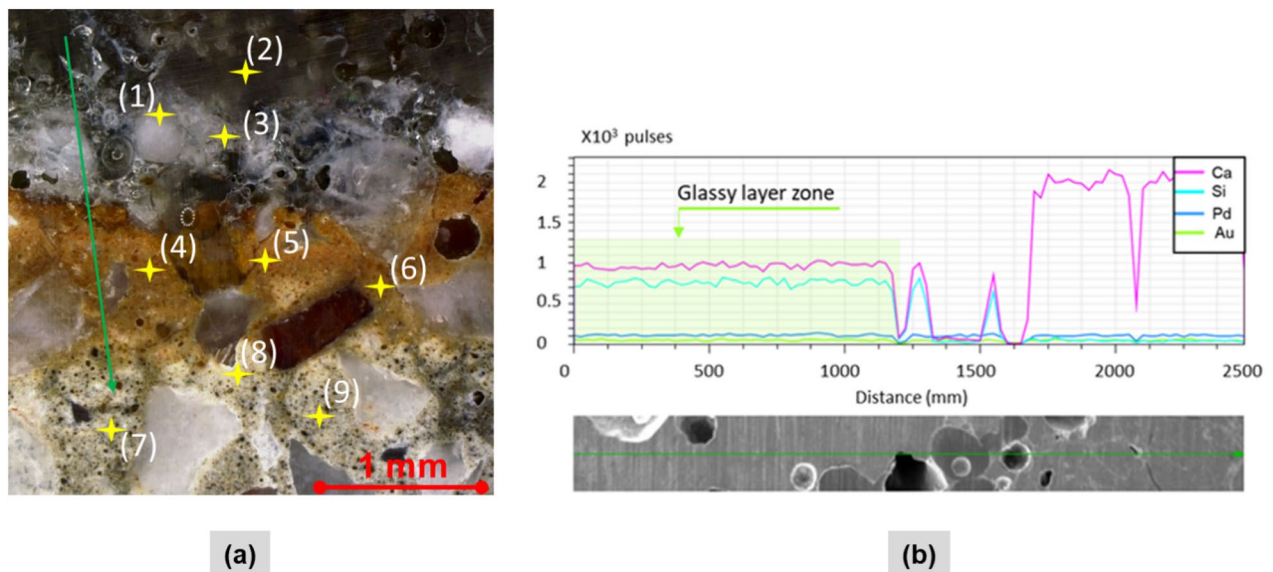 (2)
(1)
(3)
(4)
(5)
(6)
(8)
(9)
(7)
1 mm
(a)
X10³ pulses
Glassy layer zone
Ca
Si
Pd
Au
2
1.5
1
0.5
0
0 500 1000 1500 2000 2500
Distance (mm)
(b)